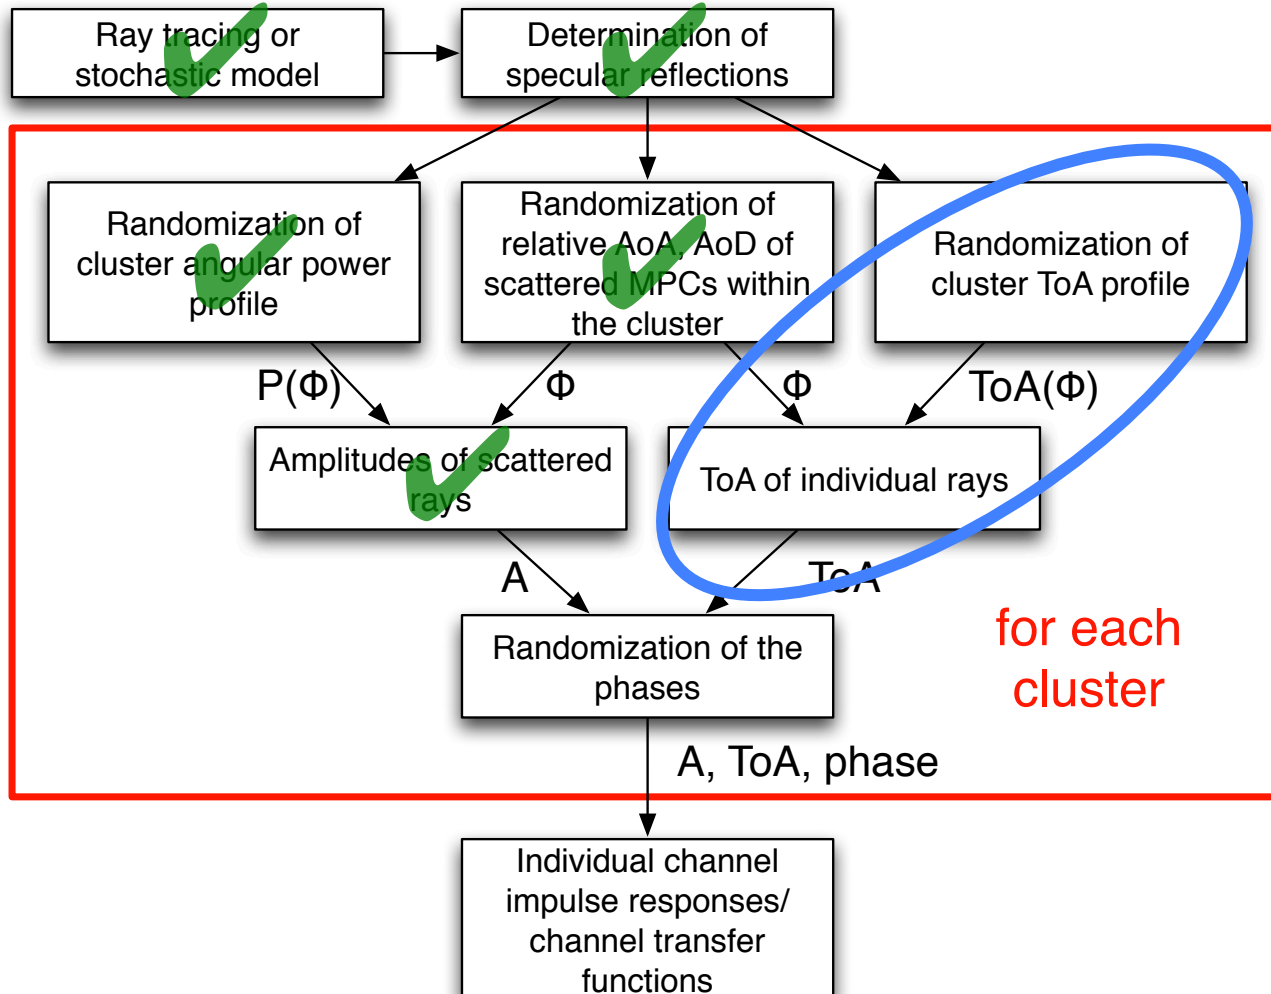 Ray tracing or
stochastic model
Determination of
specular reflections
Randomization of
cluster angular power
profile
Randomization of
relative AoA, AoD of
scattered MPCs within
the cluster
Randomization of
cluster ToA profile
P(Φ)
Φ
Φ
ToA(Φ)
Amplitudes of scattered
rays
ToA of individual rays
A
ToA
Randomization of the
phases
for each
cluster
A, ToA, phase
Individual channel
impulse responses/
channel transfer
functions